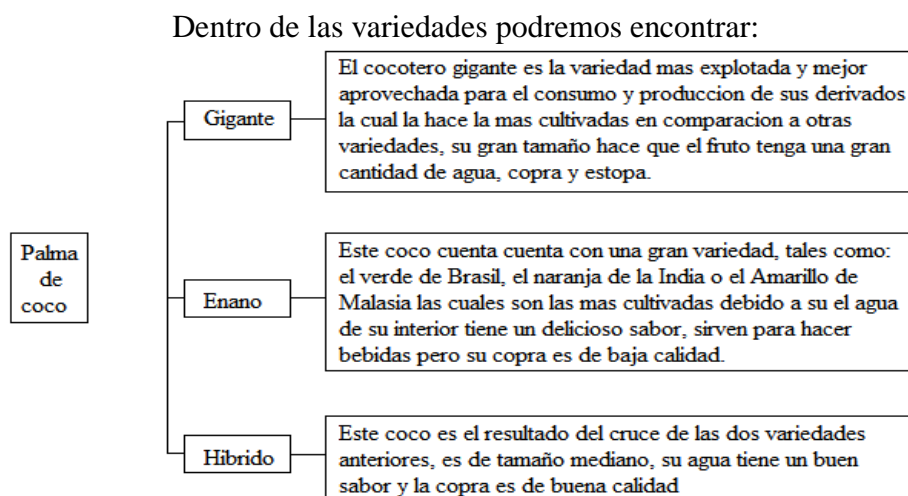 Dentro de las variedades podremos encontrar:
El cocotero gigante es la variedad mas explotada y mejor
aprovechada para el consumo y produccion de sus derivados
la cual la hace la mas cultivadas en comparacion a otras
variedades, su gran tamaño hace que el fruto tenga una gran
cantidad de agua, copra y estopa.
Gigante
Palma
de
coco
Este coco cuenta cuenta con una gran variedad, tales como:
el verde de Brasil, el naranja de la India o el Amarillo de
Malasia las cuales son las mas cultivadas debido a su el agua
de su interior tiene un delicioso sabor, sirven para hacer
bebidas pero su copra es de baja calidad.
Enano
Este coco es el resultado del cruce de las dos variedades
anteriores, es de tamaño mediano, su agua tiene un buen
sabor y la copra es de buena calidad
Hibrido